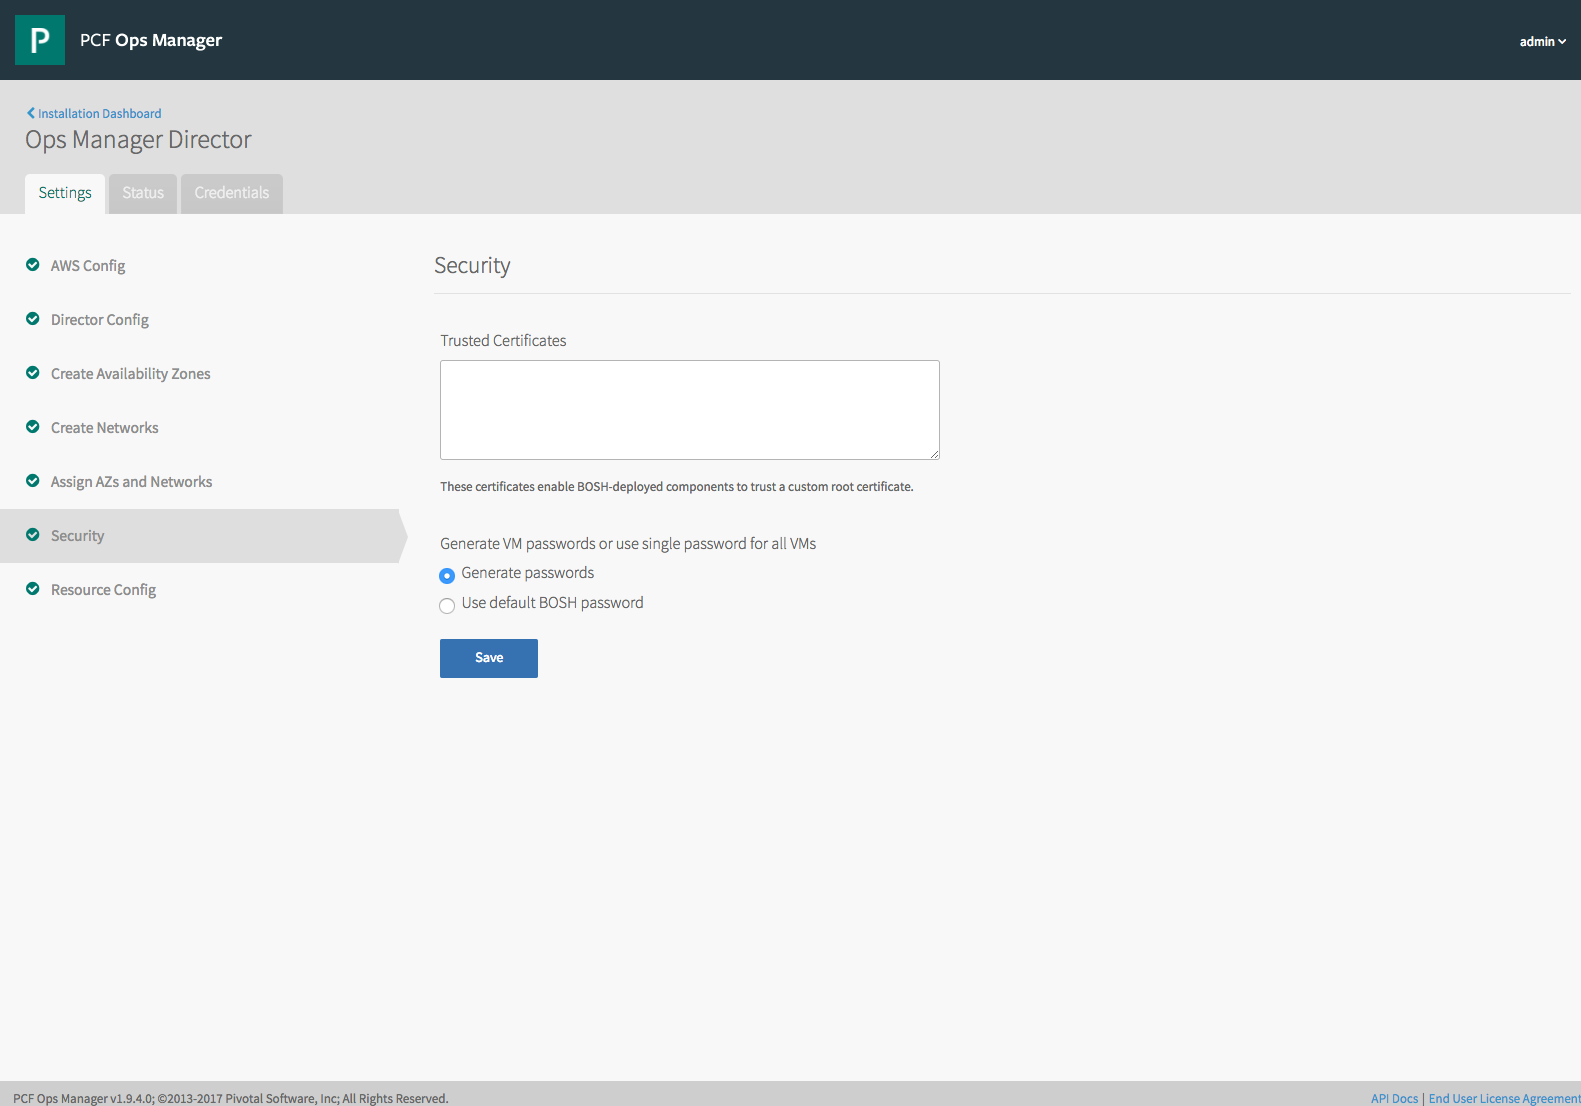 P
PCF Ops Manager
admin
Installation Dashboard
Ops Manager Director
Settings
Status
Credentials
AWS Config
Director Config
Create Availability Zones
Create Networks
Assign AZs and Networks
Security
Resource Config
Security
Trusted Certificates
These certificates enable BOSH-deployed components to trust a custom root certificate.
Generate VM passwords or use single password for all VMs
Generate passwords
Use default BOSH password
Save
PCF Ops Manager v1.9.4.0; ©2013-2017 Pivotal Software, Inc; All Rights Reserved.
API Docs | End User License Agreement